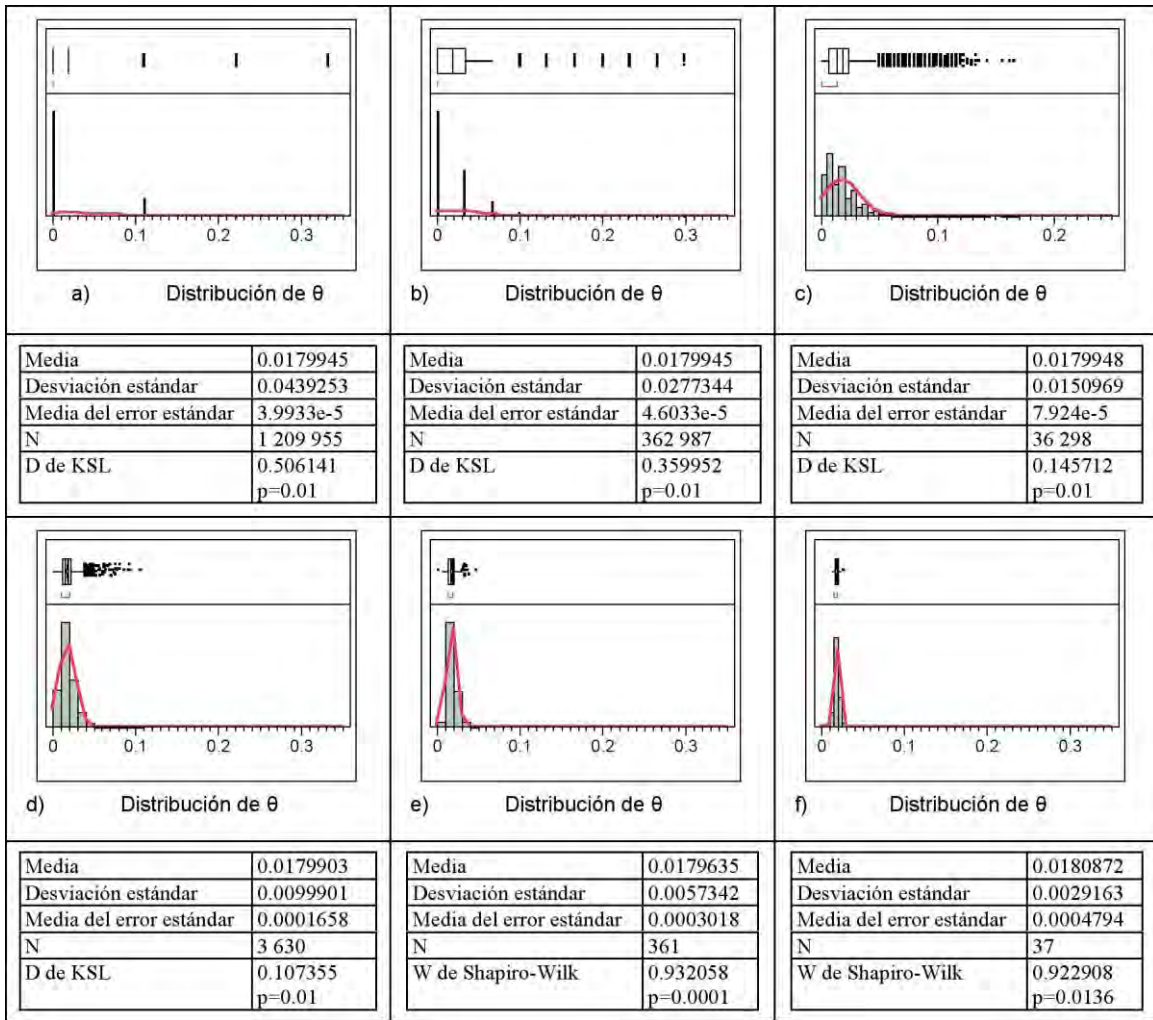 0 0.1 0.2 0.3
a) Distribución de θ
0 0.1 0.2 0.3
b) Distribución de θ
0 0.1 0.2
c) Distribución de θ
Media 0.0179945
Desviación estándar 0.0439253
Media del error estándar 3.9933e-5
N 1 209 955
D de KSL 0.506141
p=0.01
Media 0.0179945
Desviación estándar 0.0277344
Media del error estándar 4.6033e-5
N 362 987
D de KSL 0.359952
p=0.01
Media 0.0179948
Desviación estándar 0.0150969
Media del error estándar 7.924e-5
N 36 298
D de KSL 0.145712
p=0.01
0 0.1 0.2 0.3
d) Distribución de θ
0 0.1 0.2 0.3
e) Distribución de θ
0 0.1 0.2 0.3
f) Distribución de θ
Media 0.0179903
Desviación estándar 0.0099901
Media del error estándar 0.0001658
N 3 630
D de KSL 0.107355
p=0.01
Media 0.0179635
Desviación estándar 0.0057342
Media del error estándar 0.0003018
N 361
W de Shapiro-Wilk 0.932058
p=0.0001
Media 0.0180872
Desviación estándar 0.0029163
Media del error estándar 0.0004794
N 37
W de Shapiro-Wilk 0.922908
p=0.0136